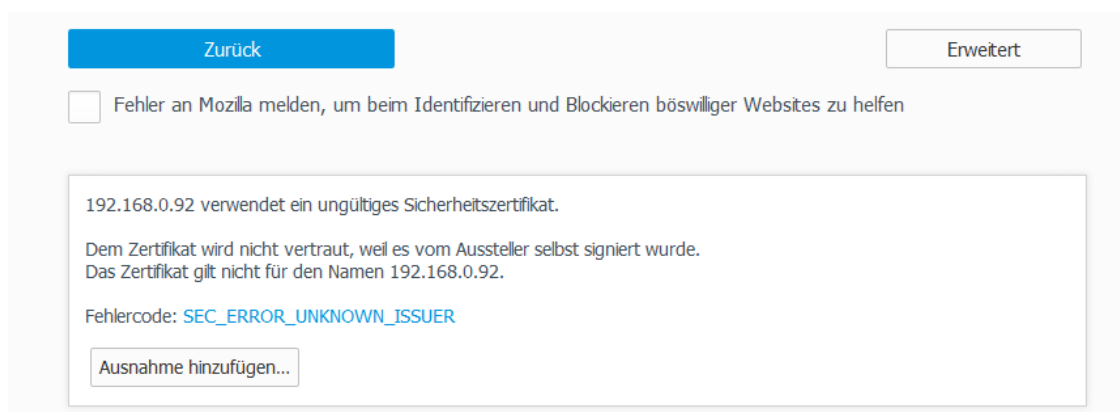 Zurück
Erweitert
Fehler an Mozilla melden, um beim Identifizieren und Blockieren böswilliger Websites zu helfen
192.168.0.92 verwendet ein ungültiges Sicherheitszertifikat.
Dem Zertifikat wird nicht vertraut, weil es vom Aussteller selbst signiert wurde.
Das Zertifikat gilt nicht für den Namen 192.168.0.92.
Fehlercode: SEC_ERROR_UNKNOWN_ISSUER
Ausnahme hinzufügen...